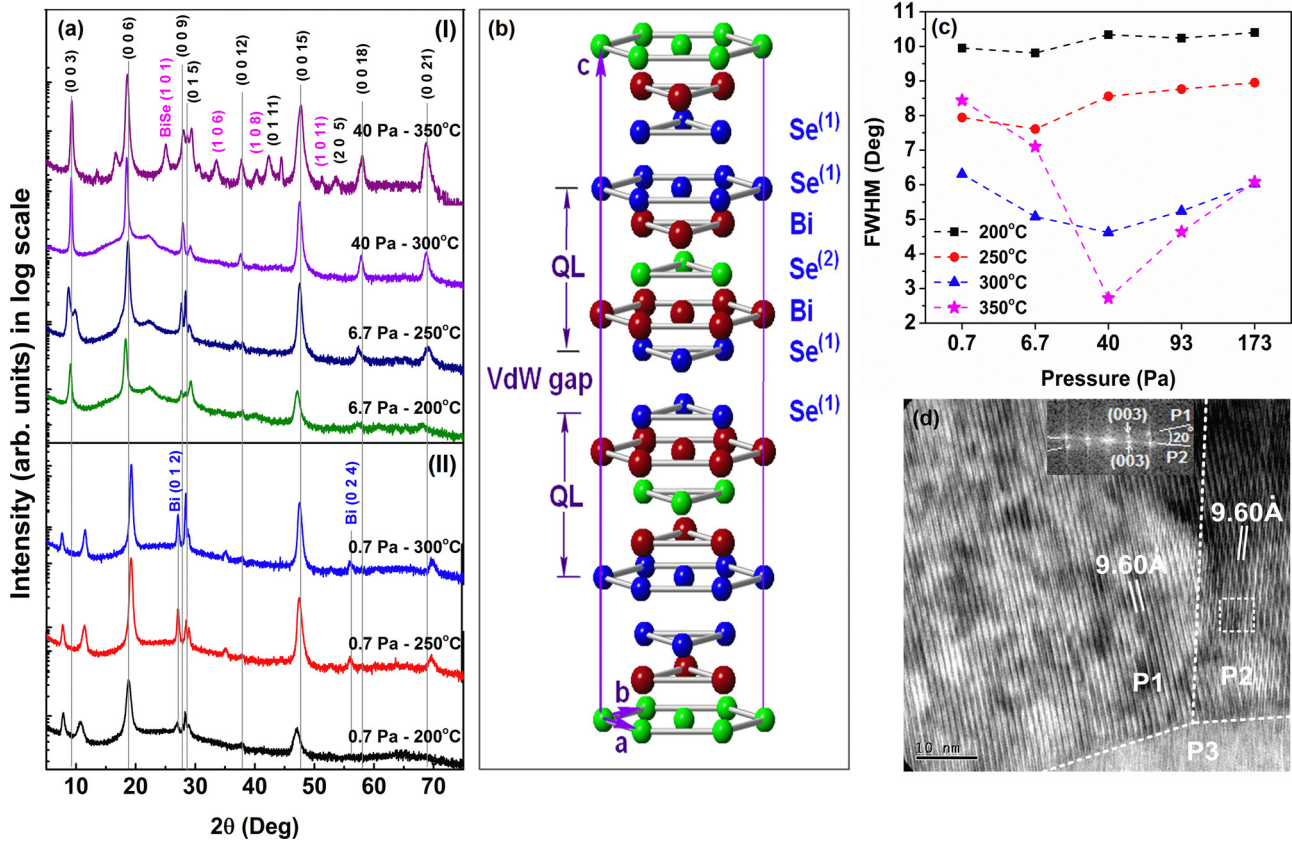 (a)
(I)
(0 0 3)
(0 0 6)
BiSe (1 0 1)
(0 0 9)
(0 1 5)
(1 0 6)
(0 0 12)
(1 0 8)
(0 1 11)
(0 0 15)
(1 0 11)
(2 0 5)
(0 0 18)
(0 0 21)
40 Pa - 350°C
40 Pa - 300°C
6.7 Pa - 250°C
6.7 Pa - 200°C
(II)
Bi (0 1 2)
Bi (0 2 4)
0.7 Pa - 300°C
0.7 Pa - 250°C
0.7 Pa - 200°C
Intensity (arb. units) in log scale
10 20 30 40 50 60 70
2θ (Deg)
(b)
c
Se(1)
Se(1)
Bi
QL
Se(2)
Bi
Se(1)
VdW gap
Se(1)
QL
b
a
(c)
FWHM (Deg)
11
10
9
8
7
6
5
4
3
2
200°C
250°C
300°C
350°C
0.7 6.7 40 93 173
Pressure (Pa)
(d)
(003) P1
20°
(003) P2
9.60Å
9.60Å
P1
P2
P3
10 nm